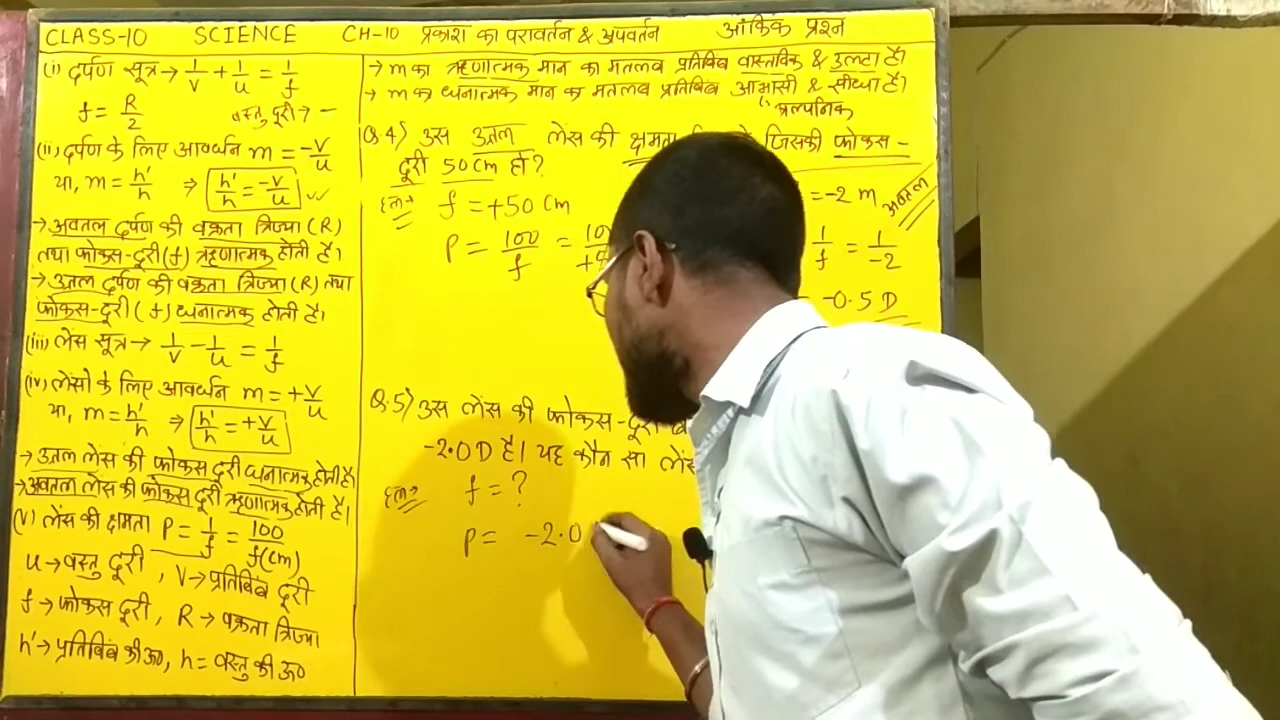 CLASS-10 SCIENCE CH-10 प्रकाश का परावर्तन & अपवर्तन आंकिक प्रश्न
(i) दर्पण सूत्र → 1/v + 1/u = 1/f
f = R/2 वस्तु दूरी → -
(ii) दर्पण के लिए आवर्धन m = -v/u
या, m = h'/h ⇒ h'/h = -v/u ✓
→ अवतल दर्पण की वक्रता त्रिज्या (R)
तथा फोकस-दूरी (f) ऋणात्मक होती है।
→ उत्तल दर्पण की वक्रता त्रिज्या (R) तथा
फोकस-दूरी (f) धनात्मक होती है।
(iii) लेंस सूत्र → 1/v - 1/u = 1/f
(iv) लेंसो के लिए आवर्धन m = +v/u
या, m = h'/h ⇒ h'/h = +v/u
→ उत्तल लेंस की फोकस दूरी धनात्मक होती है
→ अवतल लेंस की फोकस दूरी ऋणात्मक होती है।
(v) लेंस की क्षमता P = 1/f = 100/f(cm)
u → वस्तु दूरी, v → प्रतिबिंब दूरी
f → फोकस दूरी, R → वक्रता त्रिज्या
h' → प्रतिबिंब की ऊ०, h = वस्तु की ऊ०
→ m का ऋणात्मक मान का मतलब प्रतिबिंब वास्तविक & उल्टा है।
→ m का धनात्मक मान का मतलब प्रतिबिंब आभासी & सीधा है।
काल्पनिक
Q.4) उस उत्तल लेंस की क्षमता जिसकी फोकस-
दूरी 50 cm हो?
हल→ f = +50 cm
P = 100/f =
= -2 m अवतल
1/f = 1/-2
-0.5 D
Q.5) उस लेंस की फोकस-दूरी
-2.0 D है। यह कौन सा लेंस
हल→ f = ?
P = -2.0